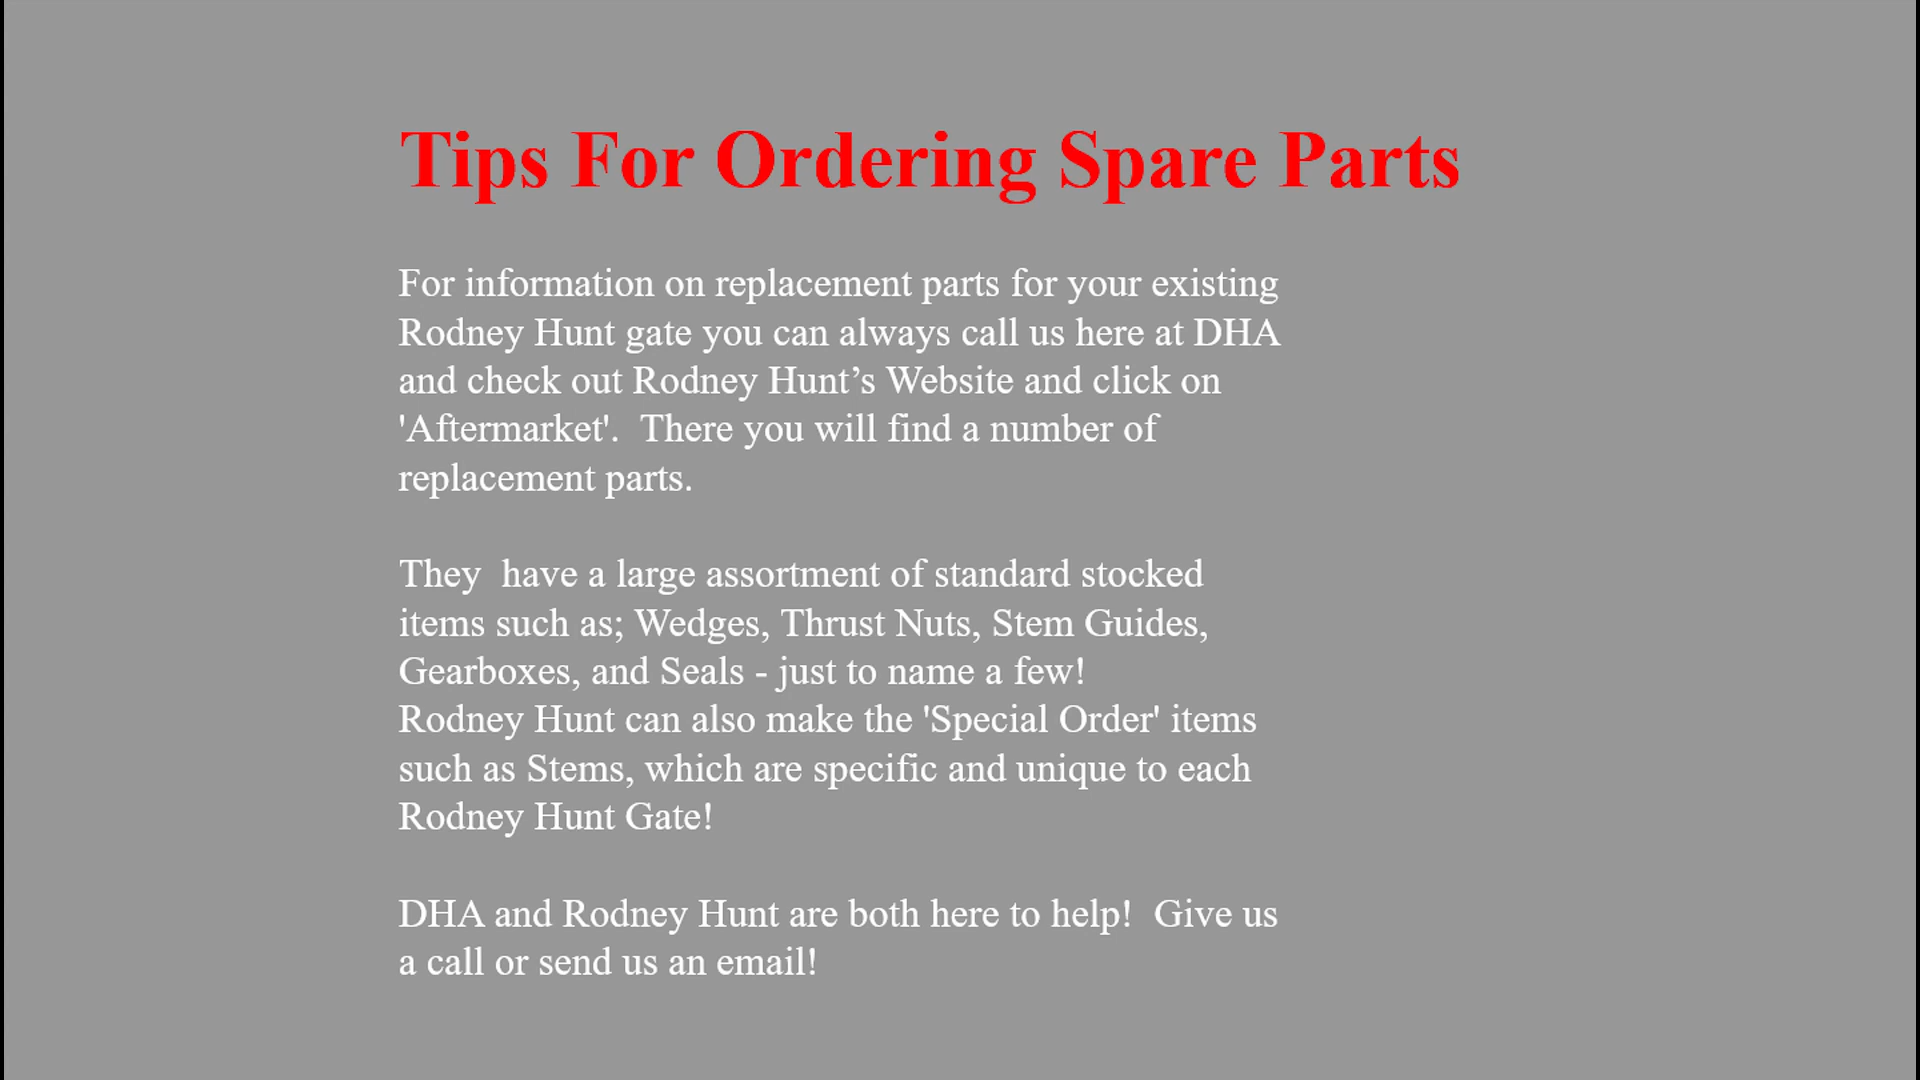 Tips For Ordering Spare Parts
For information on replacement parts for your existing
Rodney Hunt gate you can always call us here at DHA
and check out Rodney Hunt’s Website and click on
'Aftermarket'.  There you will find a number of
replacement parts.
They  have a large assortment of standard stocked
items such as; Wedges, Thrust Nuts, Stem Guides,
Gearboxes, and Seals - just to name a few!
Rodney Hunt can also make the 'Special Order' items
such as Stems, which are specific and unique to each
Rodney Hunt Gate!
DHA and Rodney Hunt are both here to help!  Give us
a call or send us an email!